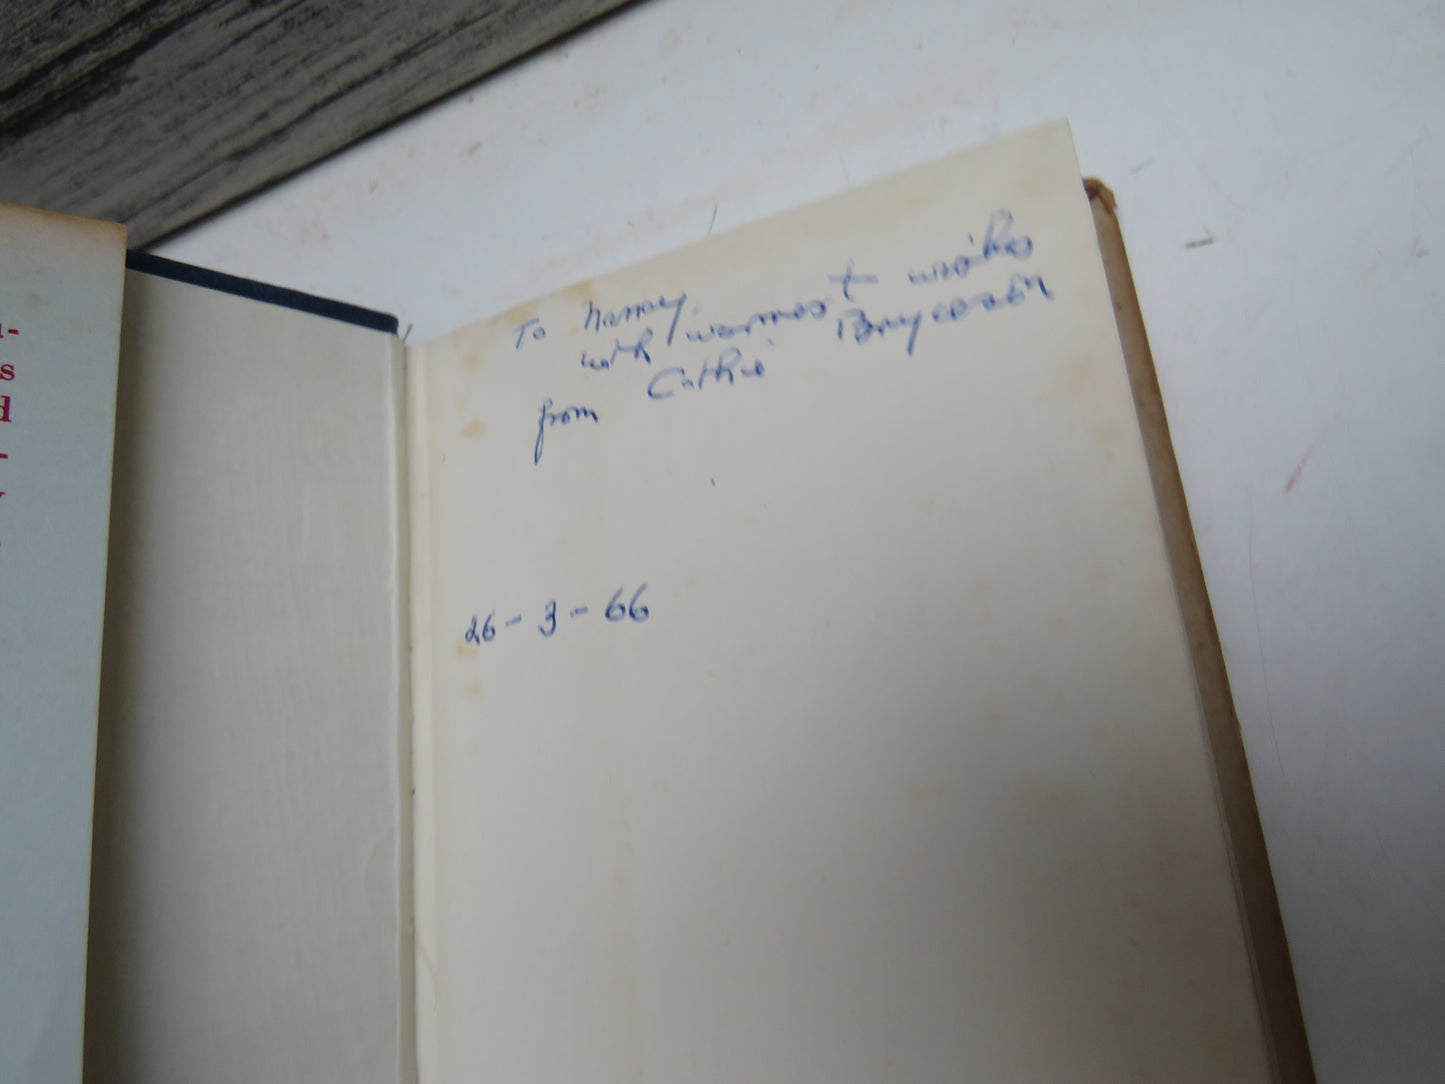 u-
s
d
-
y
To Nancy,
with warmest wishes
from Cathie Bryceson
26-3-66